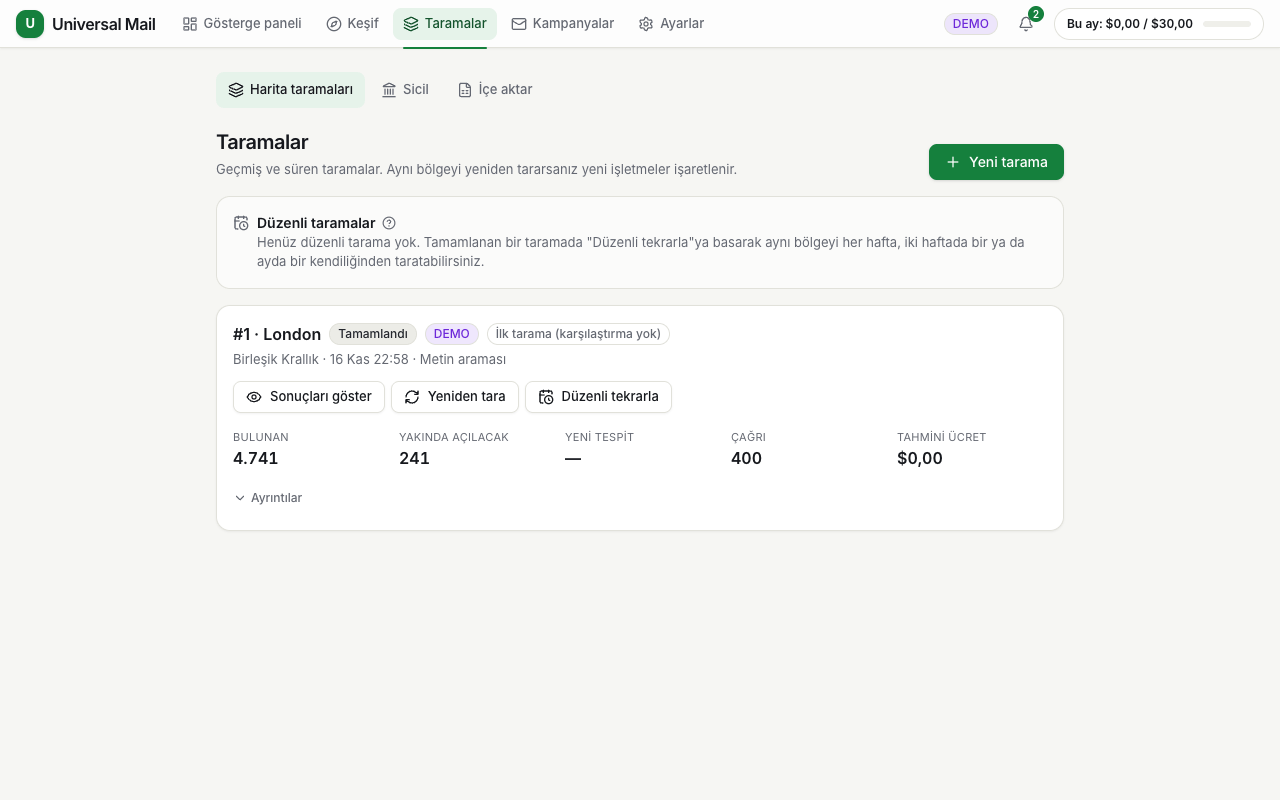 U Universal Mail Gösterge paneli Keşif Taramalar Kampanyalar Ayarlar DEMO 2 Bu ay: $0,00 / $30,00
Harita taramaları Sicil İçe aktar
Taramalar
Geçmiş ve süren taramalar. Aynı bölgeyi yeniden tararsanız yeni işletmeler işaretlenir.
Yeni tarama
Düzenli taramalar
Henüz düzenli tarama yok. Tamamlanan bir taramada "Düzenli tekrarla"ya basarak aynı bölgeyi her hafta, iki haftada bir ya da
ayda bir kendiliğinden taratabilirsiniz.
#1 · London Tamamlandı DEMO İlk tarama (karşılaştırma yok)
Birleşik Krallık · 16 Kas 22:58 · Metin araması
Sonuçları göster Yeniden tara Düzenli tekrarla
BULUNAN YAKINDA AÇILACAK YENİ TESPİT ÇAĞRI TAHMİNİ ÜCRET
4.741 241 — 400 $0,00
Ayrıntılar